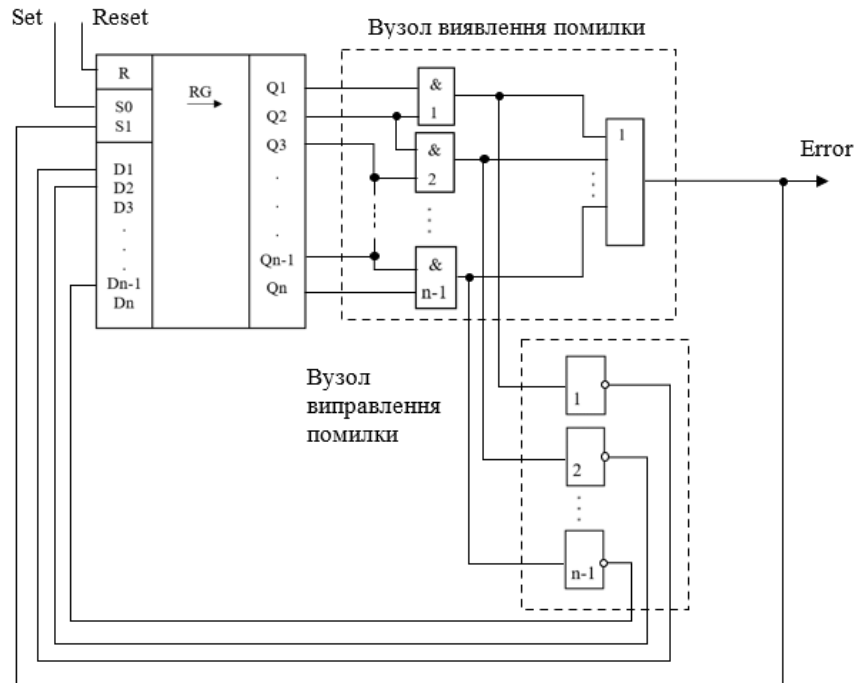 Вузол виявлення помилки
Set
Reset
R
S0
S1
D1
D2
D3
.
.
.
Dn-1
Dn
RG
Q1
Q2
Q3
.
.
.
Qn-1
Qn
&
1
&
2
&
n-1
1
Error
Вузол
виправлення
помилки
1
2
n-1